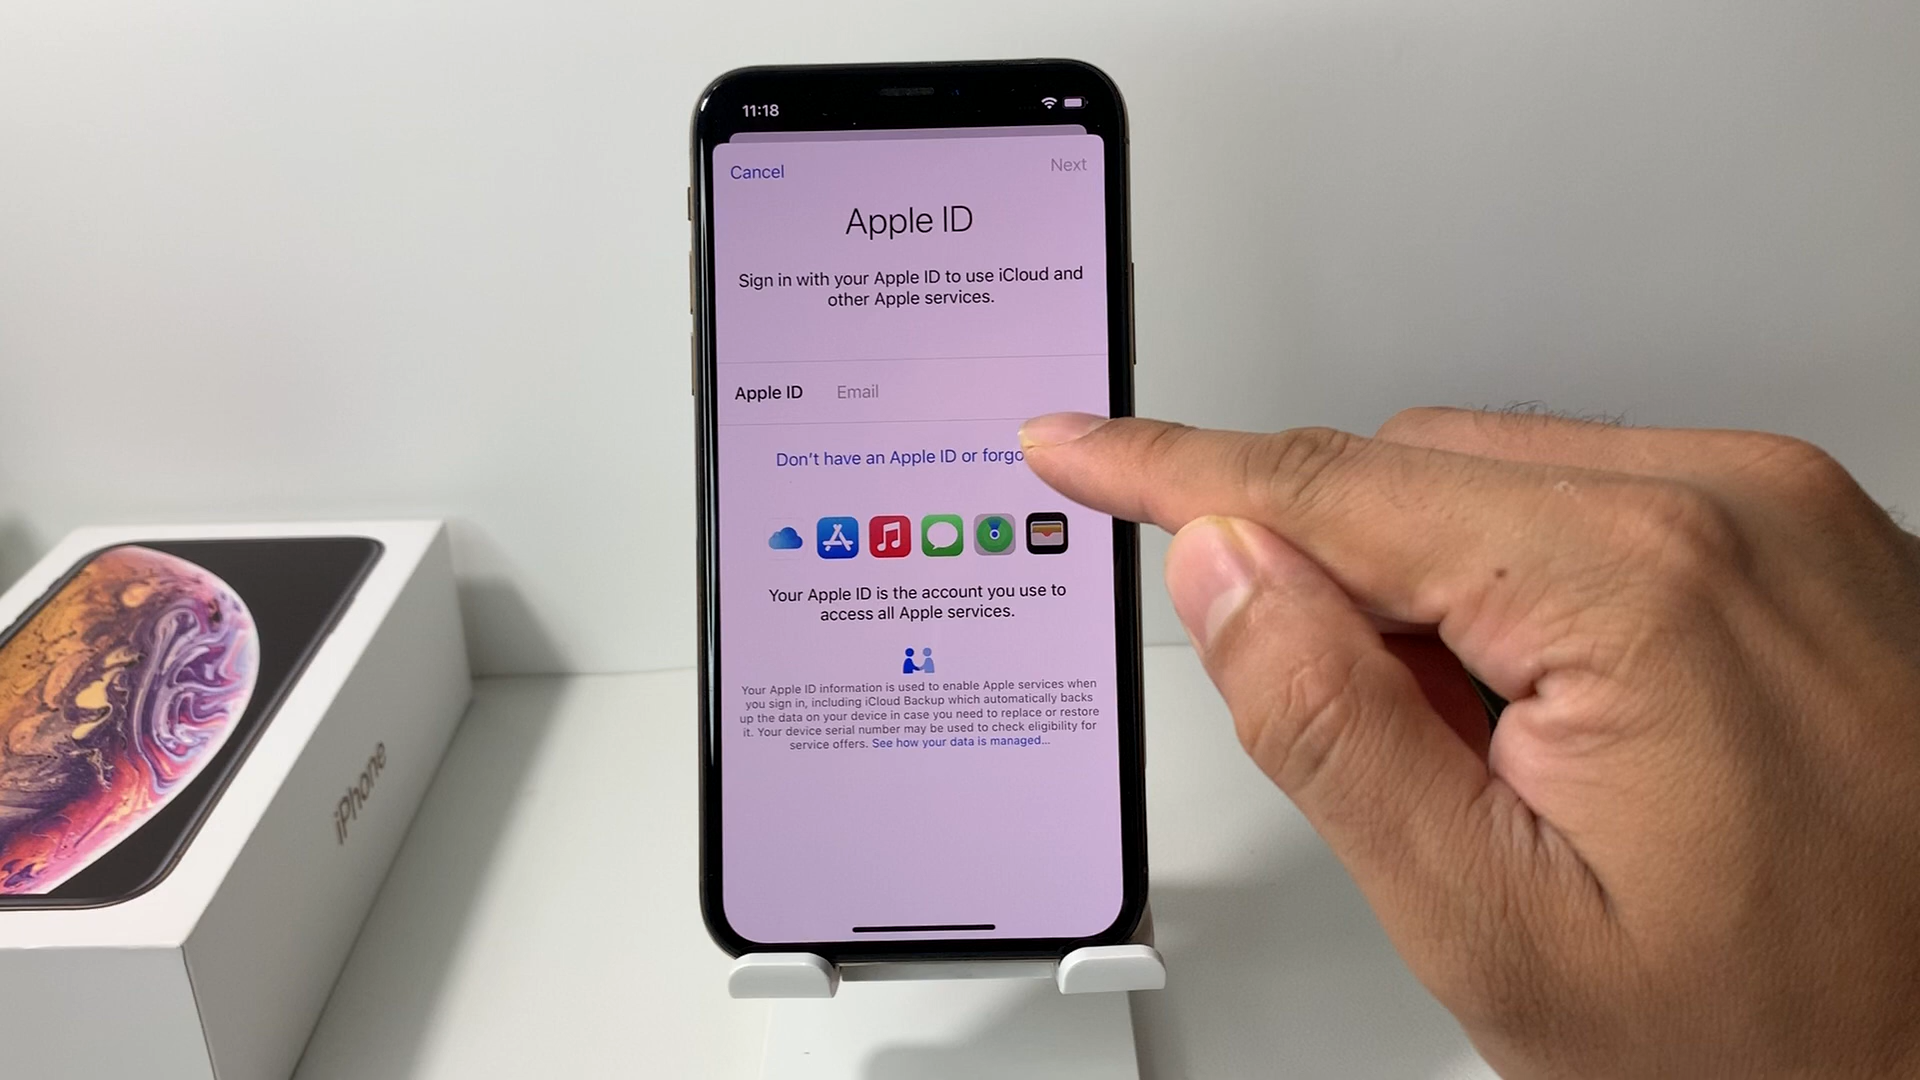 11:18
Cancel
Next
Apple ID
Sign in with your Apple ID to use iCloud and
other Apple services.
Apple ID Email
Don't have an Apple ID or forgo
Your Apple ID is the account you use to
access all Apple services.
Your Apple ID information is used to enable Apple services when
you sign in, including iCloud Backup which automatically backs
up the data on your device in case you need to replace or restore
it. Your device serial number may be used to check eligibility for
service offers. See how your data is managed...
iPhone